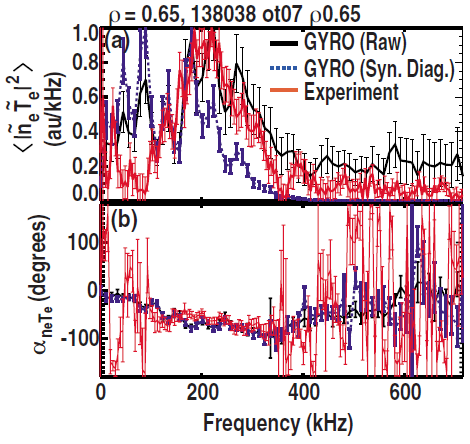 ρ = 0.65, 138038 ot07 ρ0.65
(a)
GYRO (Raw)
GYRO (Syn. Diag.)
Experiment
⟨|ñₑT̃ₑ|²⟩
(au/kHz)
1.0
0.8
0.6
0.4
0.2
0.0
(b)
α_neTe (degrees)
100
0
-100
0
200
400
600
Frequency (kHz)